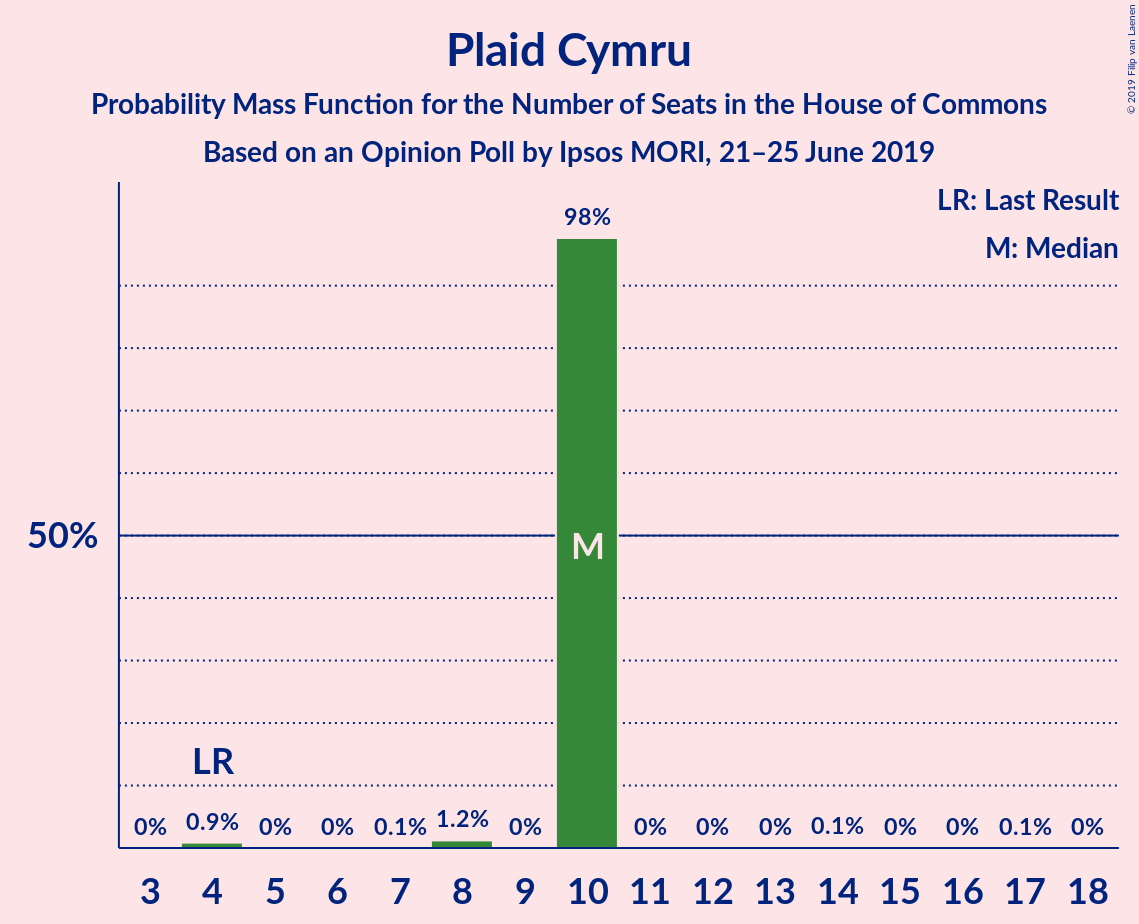 Plaid Cymru
Probability Mass Function for the Number of Seats in the House of Commons
Based on an Opinion Poll by Ipsos MORI, 21–25 June 2019
© 2019 Filip van Laenen
LR: Last Result
M: Median
98%
50%
M
LR
0% 0.9% 0% 0% 0.1% 1.2% 0% 0% 0% 0% 0.1% 0% 0% 0.1% 0%
3 4 5 6 7 8 9 10 11 12 13 14 15 16 17 18